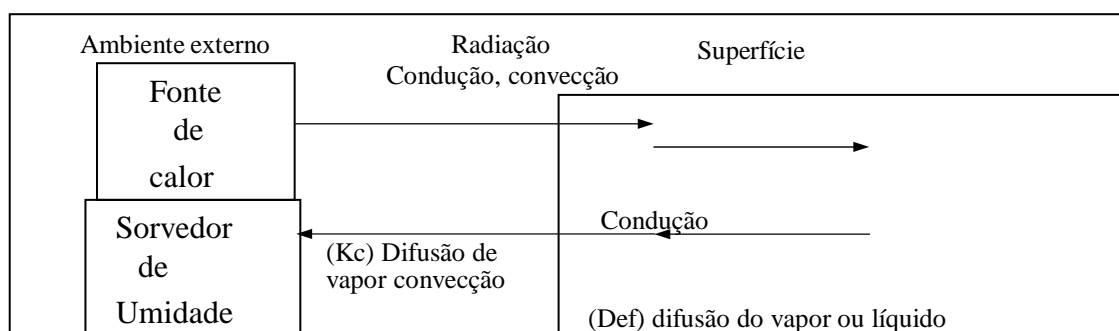 Ambiente externo
Radiação
Condução, convecção
Superfície
Fonte
de
calor
Sorvedor
de
Umidade
Condução
(Kc) Difusão de
vapor convecção
(Def) difusão do vapor ou líquido